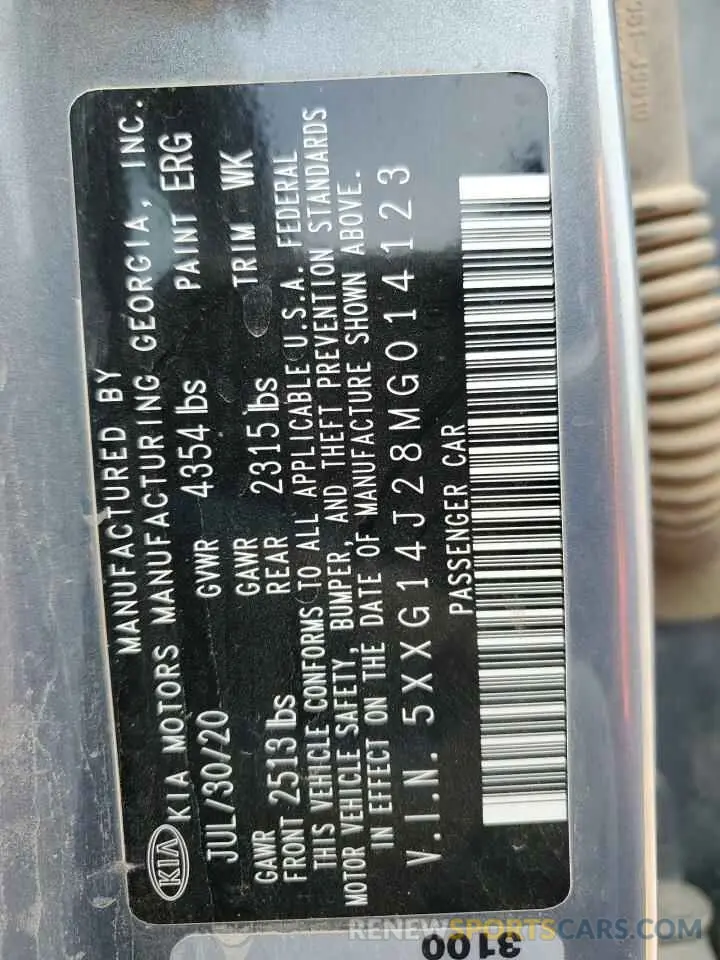 MANUFACTURED BY
KIA KIA MOTORS MANUFACTURING GEORGIA, INC.
JUL/30/20 GVWR 4354 lbs PAINT ERG
GAWR FRONT 2513 lbs GAWR REAR 2315 lbs TRIM WK
THIS VEHICLE CONFORMS TO ALL APPLICABLE U.S.A. FEDERAL
MOTOR VEHICLE SAFETY, BUMPER, AND THEFT PREVENTION STANDARDS
IN EFFECT ON THE DATE OF MANUFACTURE SHOWN ABOVE.
V.I.N. 5XXG14J28MG014123
PASSENGER CAR
3100
RENEWSPORTSCARS.COM